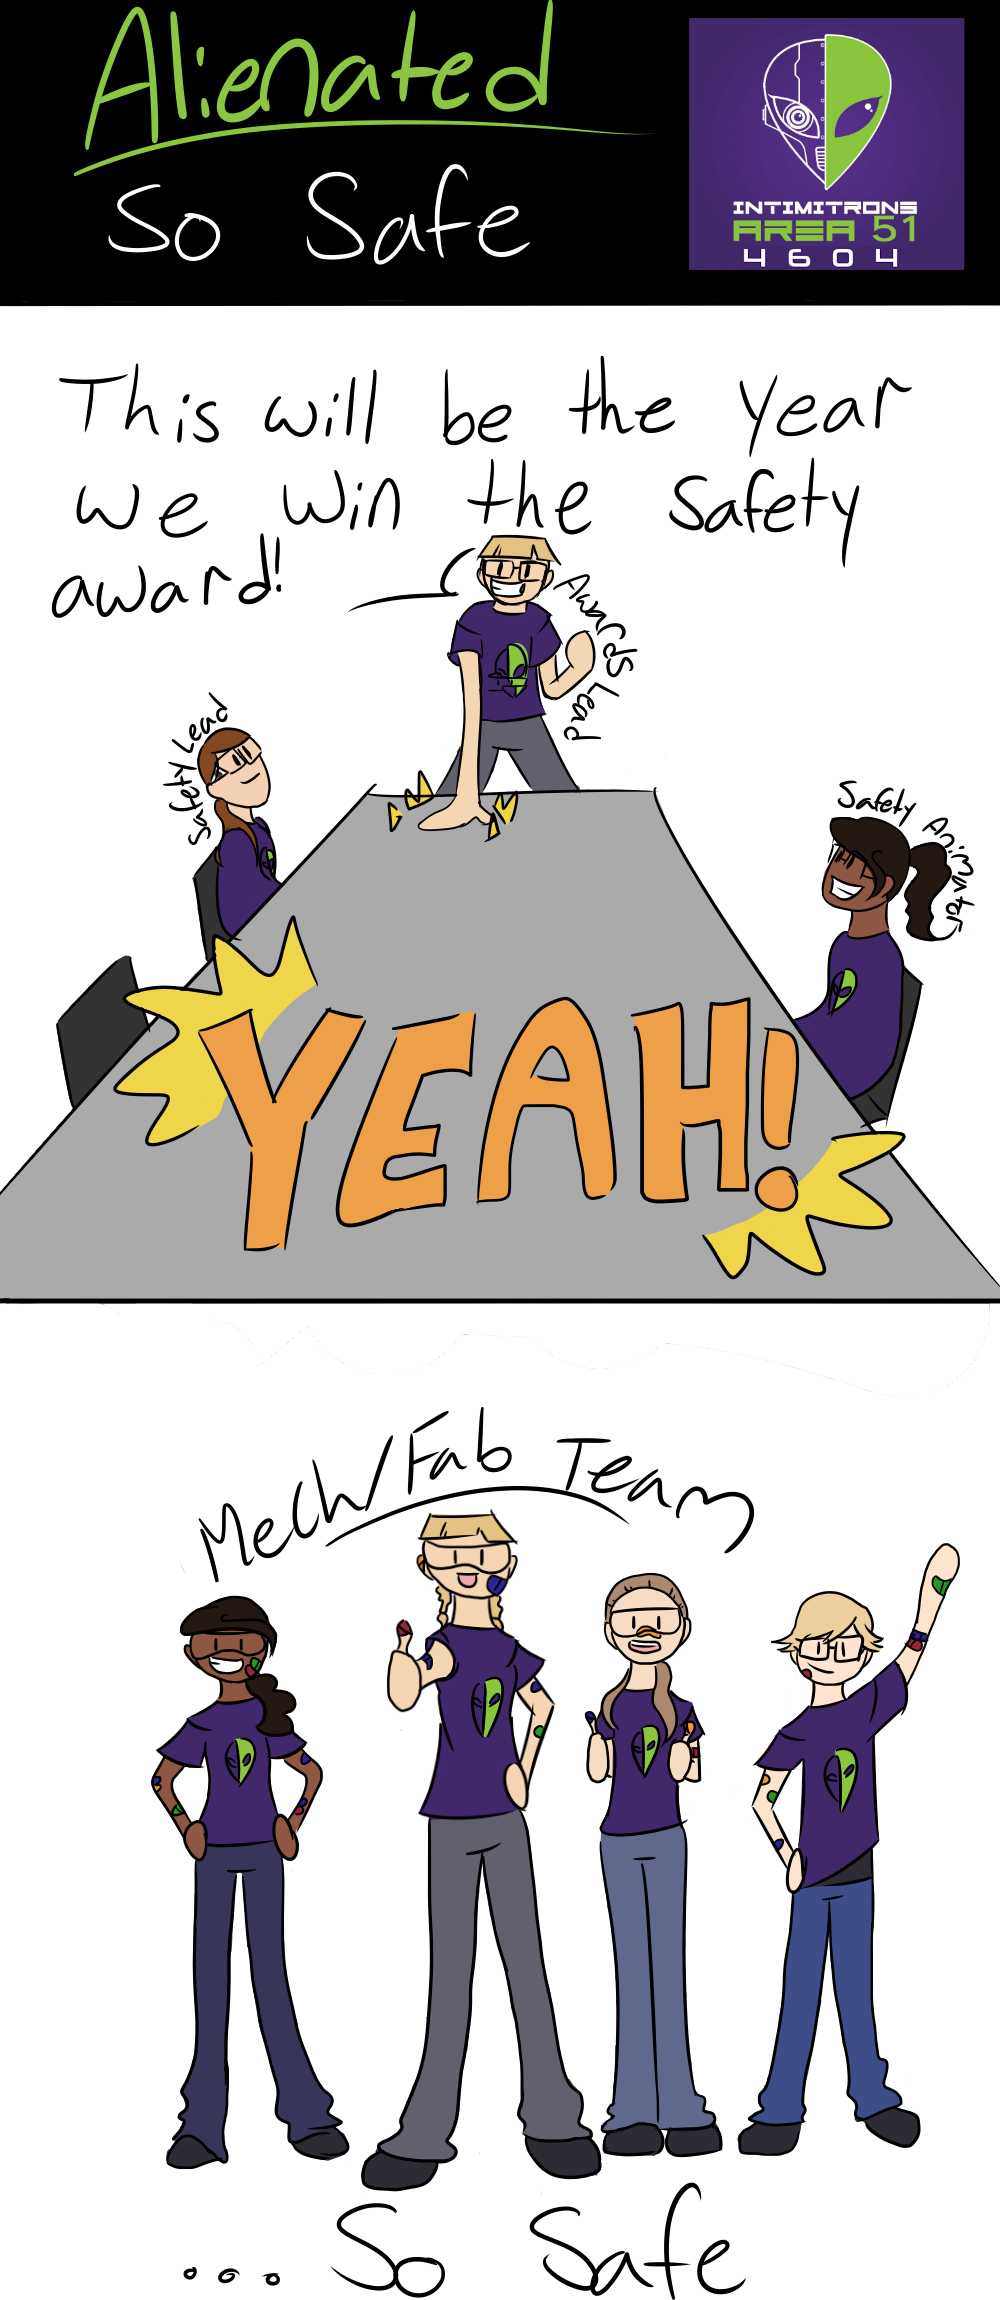 Alienated
So Safe
INTIMITRONS
AREA 51
4604
This will be the year
we win the safety
award!
Awards Lead
Safety Lead
Safety Animator
YEAH!
Mech/Fab Team
... So Safe